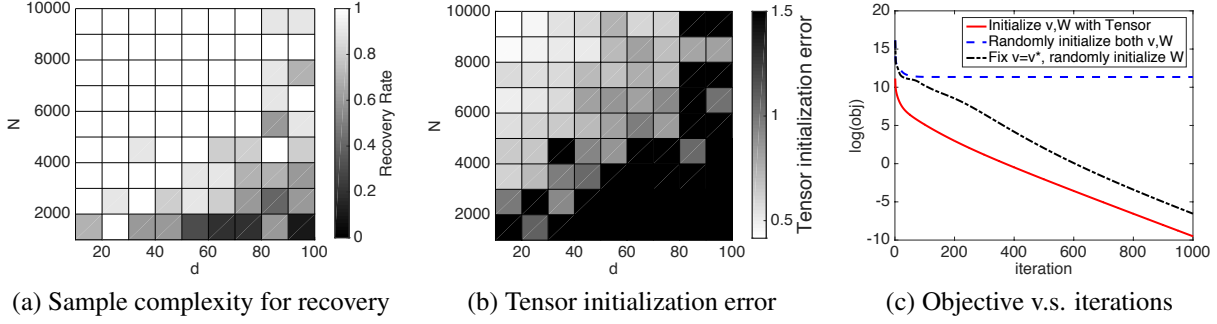 10000
8000
6000
4000
2000
N
20 40 60 80 100
d
1
0.8
0.6
0.4
0.2
0
Recovery Rate
(a) Sample complexity for recovery
10000
8000
6000
4000
2000
N
20 40 60 80 100
d
1.5
1
0.5
Tensor initialization error
(b) Tensor initialization error
20
15
10
5
0
-5
-10
log(obj)
Initialize v,W with Tensor
Randomly initialize both v,W
Fix v=v*, randomly initialize W
0 200 400 600 800 1000
iteration
(c) Objective v.s. iterations